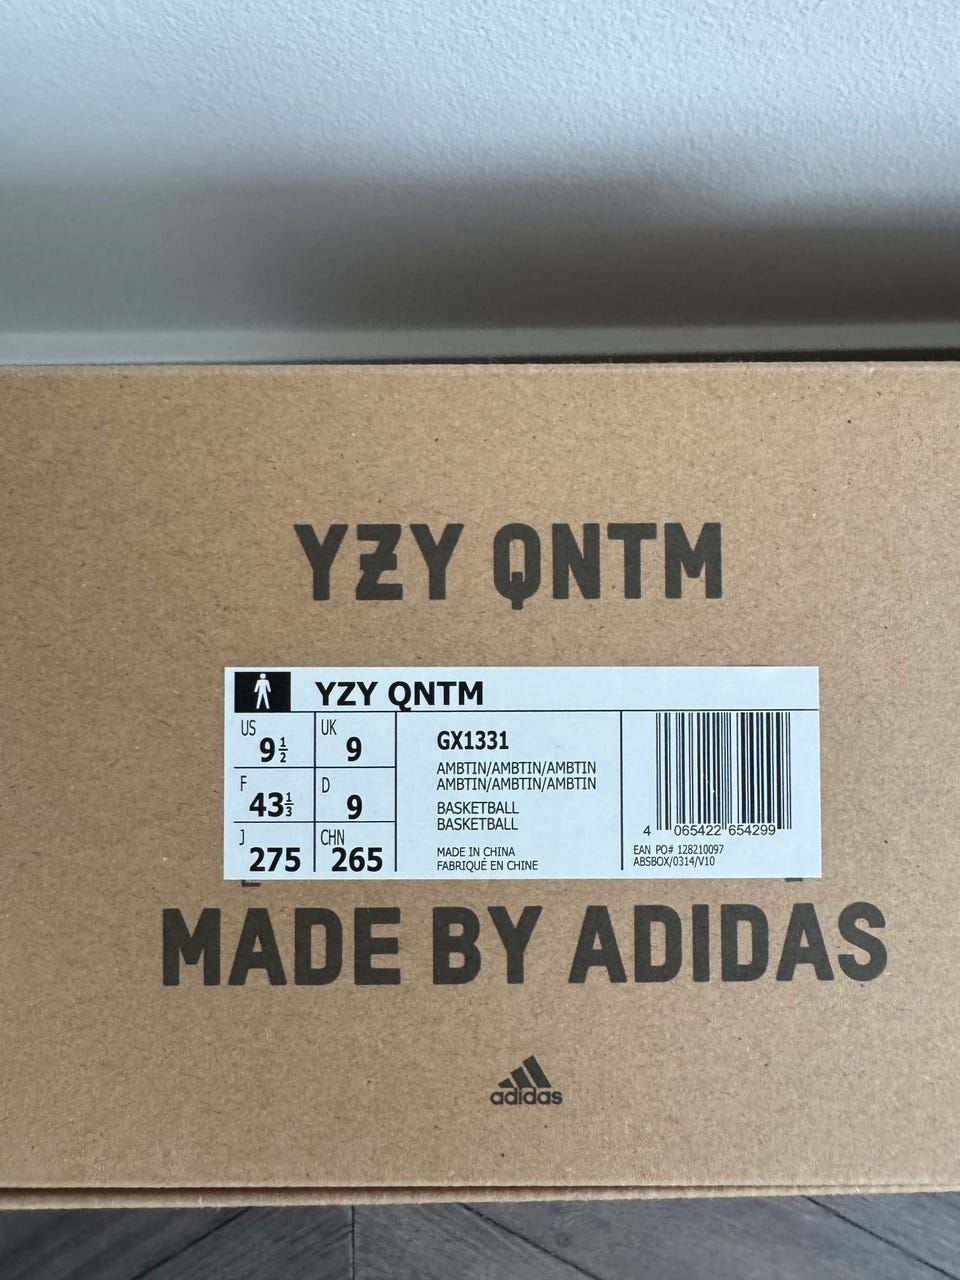 YZY QNTM
YZY QNTM
US 9 1/2
UK 9
F 43 1/3
D 9
J 275
CHN 265
GX1331
AMBTIN/AMBTIN/AMBTIN
AMBTIN/AMBTIN/AMBTIN
BASKETBALL
BASKETBALL
MADE IN CHINA
FABRIQUÉ EN CHINE
4 065422 654299
EAN PO# 128210097
ABSBOX/0314/V10
MADE BY ADIDAS
adidas